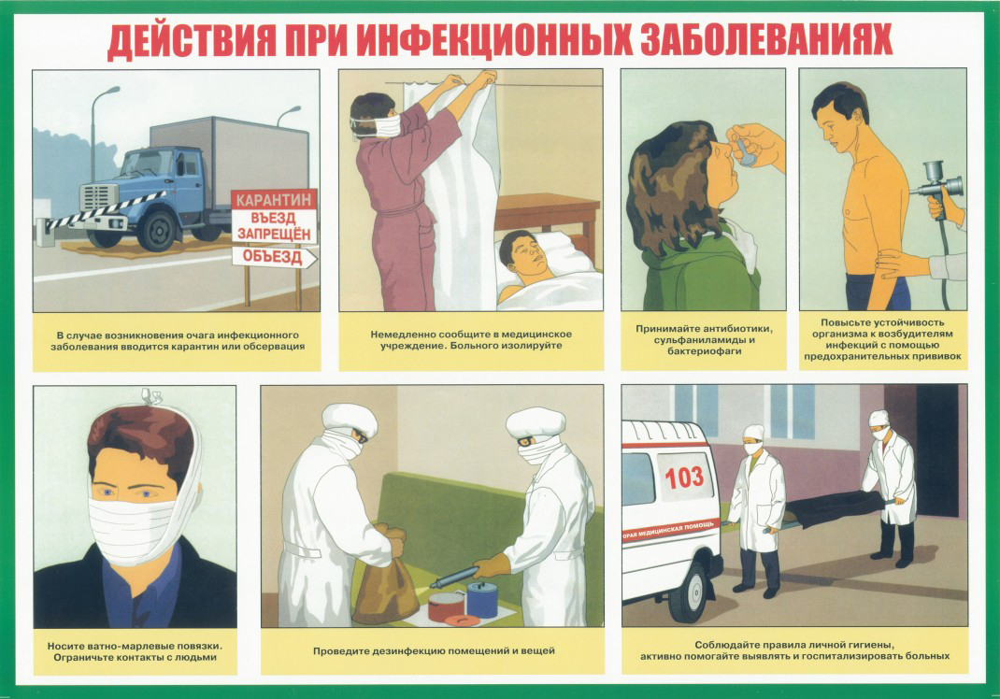 ДЕЙСТВИЯ ПРИ ИНФЕКЦИОННЫХ ЗАБОЛЕВАНИЯХ
КАРАНТИН
ВЪЕЗД
ЗАПРЕЩЁН
ОБЪЕЗД
В случае возникновения очага инфекционного
заболевания вводится карантин или обсервация
Немедленно сообщите в медицинское
учреждение. Больного изолируйте
Принимайте антибиотики,
сульфаниламиды и
бактериофаги
Повысьте устойчивость
организма к возбудителям
инфекций с помощью
предохранительных прививок
Носите ватно-марлевые повязки.
Ограничьте контакты с людьми
Проведите дезинфекцию помещений и вещей
103
ОРАЯ МЕДИЦИНСКАЯ ПОМОЩЬ
Соблюдайте правила личной гигиены,
активно помогайте выявлять и госпитализировать больных